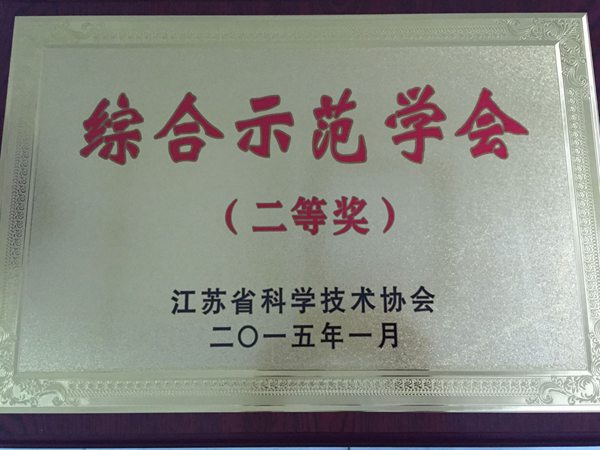 综合示范学会
（二等奖）
江苏省科学技术协会
二〇一五年一月